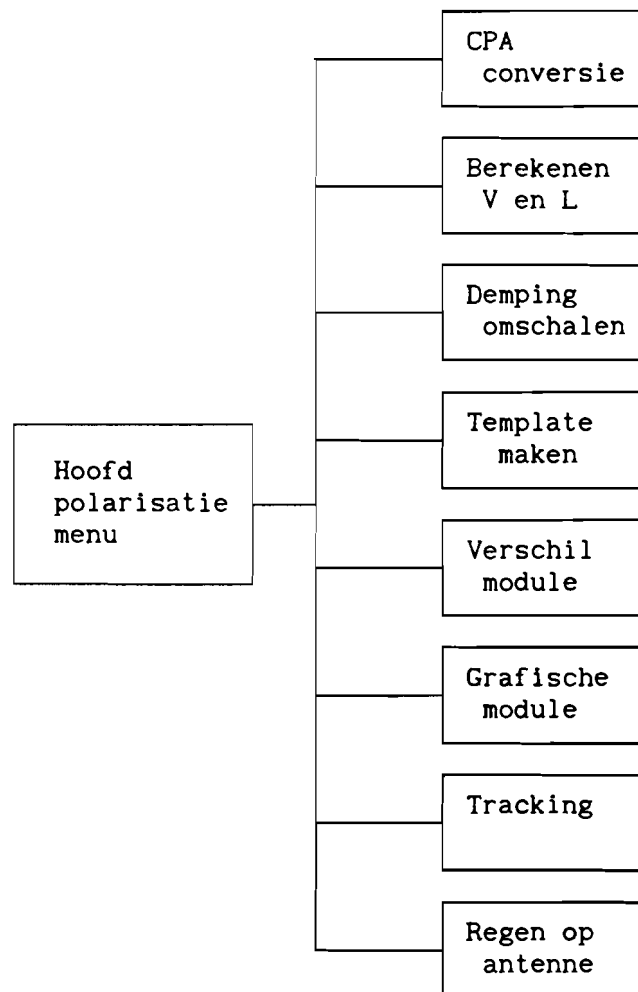 CPA
conversie
Berekenen
V en L
Demping
omschalen
Template
maken
Hoofd
polarisatie
menu
Verschil
module
Grafische
module
Tracking
Regen op
antenne